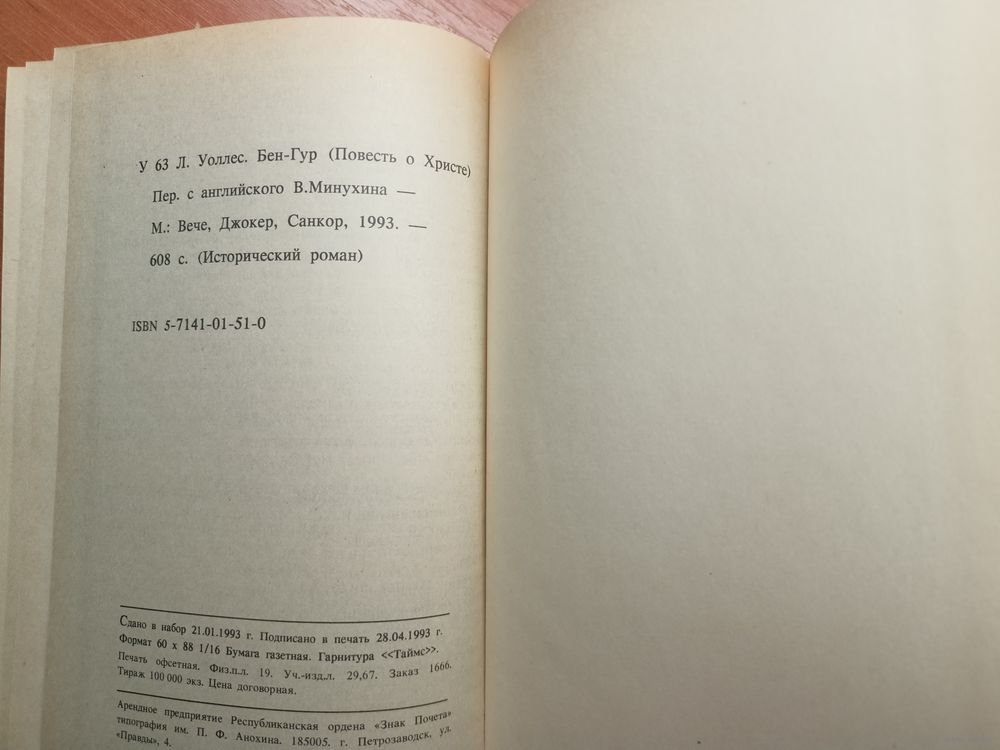 У 63 Л. Уоллес. Бен-Гур (Повесть о Христе)
Пер. с английского В.Минухина —
М.: Вече, Джокер, Санкор, 1993. —
608 с. (Исторический роман)
ISBN 5-7141-01-51-0
Сдано в набор 21.01.1993 г. Подписано в печать 28.04.1993 г.
Формат 60 x 88 1/16 Бумага газетная. Гарнитура <<Таймс>>.
Печать офсетная. Физ.п.л. 19. Уч.-изд.л. 29,67. Заказ 1666.
Тираж 100 000 экз. Цена договорная.
Арендное предприятие Республиканская ордена «Знак Почета»
типография им. П. Ф. Анохина. 185005. г. Петрозаводск, ул.
«Правды», 4.